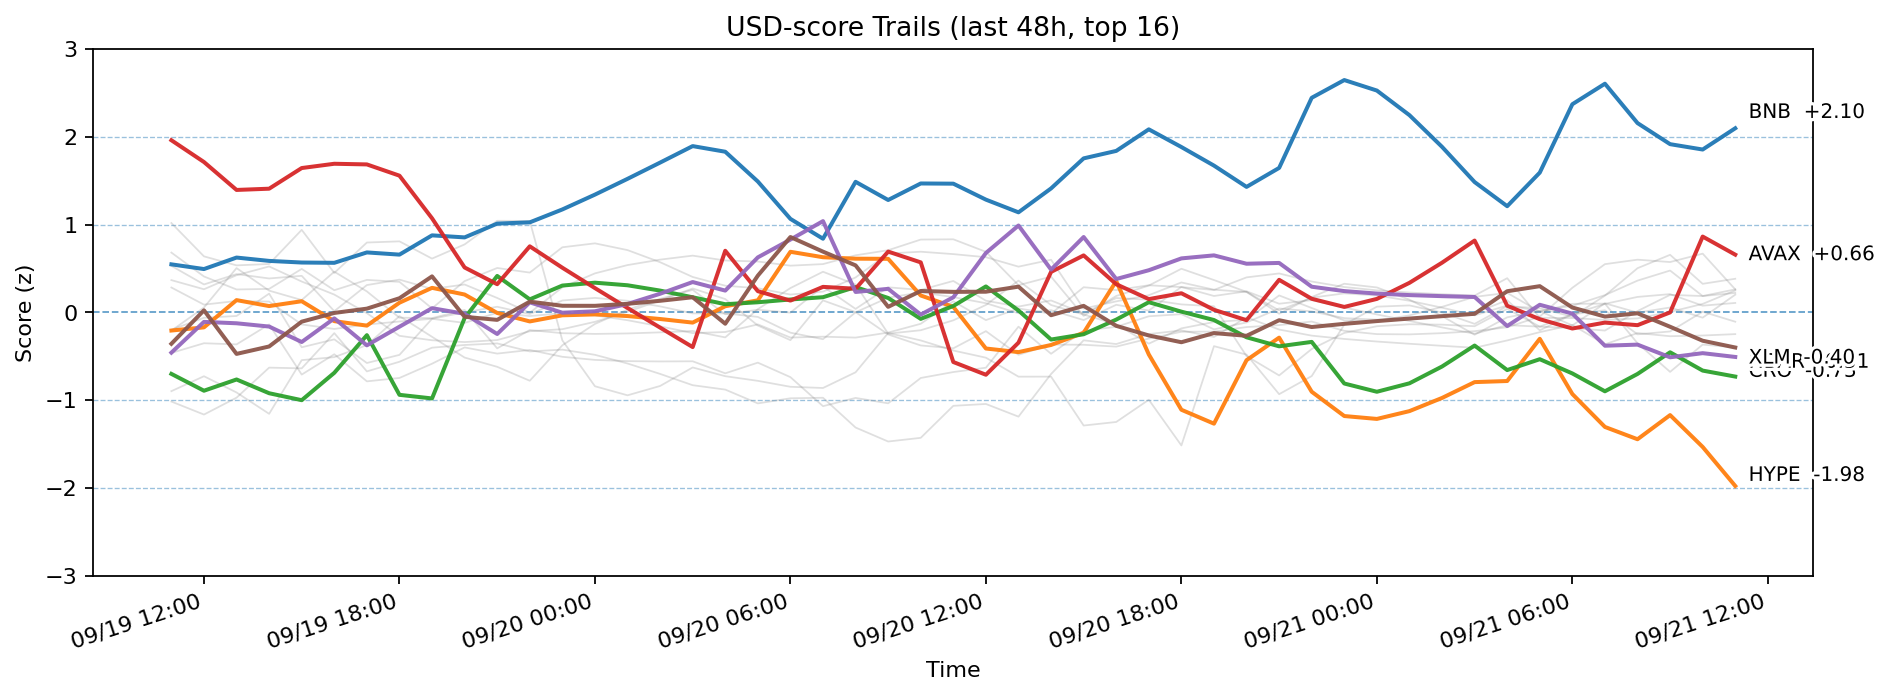 USD-score Trails (last 48h, top 16)
3
2
1
0
−1
−2
−3
Score (z)
BNB +2.10
AVAX +0.66
XLM -0.40
CRO -0.73
HYPE -1.98
09/19 12:00
09/19 18:00
09/20 00:00
09/20 06:00
09/20 12:00
09/20 18:00
09/21 00:00
09/21 06:00
09/21 12:00
Time